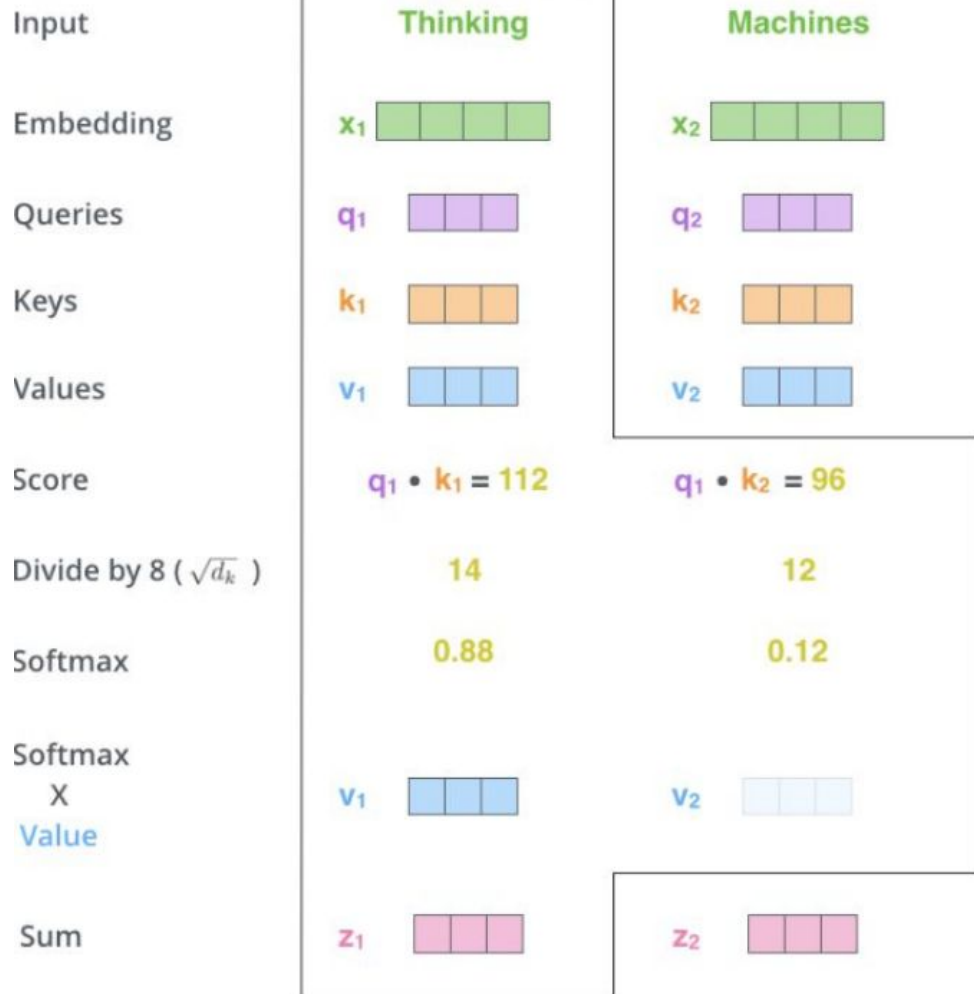 Input Thinking Machines
Embedding x₁ x₂
Queries q₁ q₂
Keys k₁ k₂
Values v₁ v₂
Score q₁ • k₁ = 112 q₁ • k₂ = 96
Divide by 8 ( √dₖ ) 14 12
Softmax 0.88 0.12
Softmax
X v₁ v₂
Value
Sum z₁ z₂